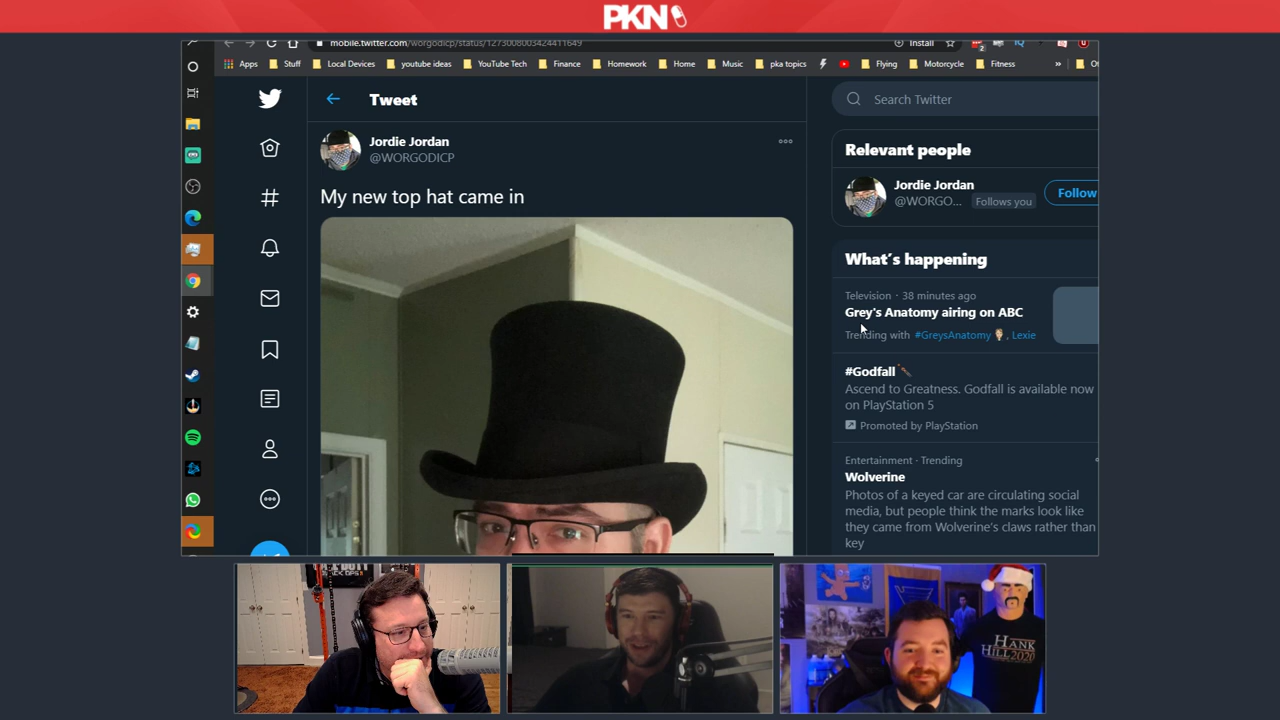 PKN
mobile.twitter.com/worgodicp/status/1273008003424411649
Install
Apps Stuff Local Devices youtube ideas YouTube Tech Finance Homework Home Music pka topics Flying Motorcycle Fitness »
Tweet
Search Twitter
Jordie Jordan
@WORGODICP
My new top hat came in
Relevant people
Jordie Jordan
@WORGO... Follows you
Follow
What's happening
Television · 38 minutes ago
Grey's Anatomy airing on ABC
Trending with #GreysAnatomy , Lexie
#Godfall
Ascend to Greatness. Godfall is available now
on PlayStation 5
Promoted by PlayStation
Entertainment · Trending
Wolverine
Photos of a keyed car are circulating social
media, but people think the marks look like
they came from Wolverine's claws rather than
key
HANK
HILL 2020